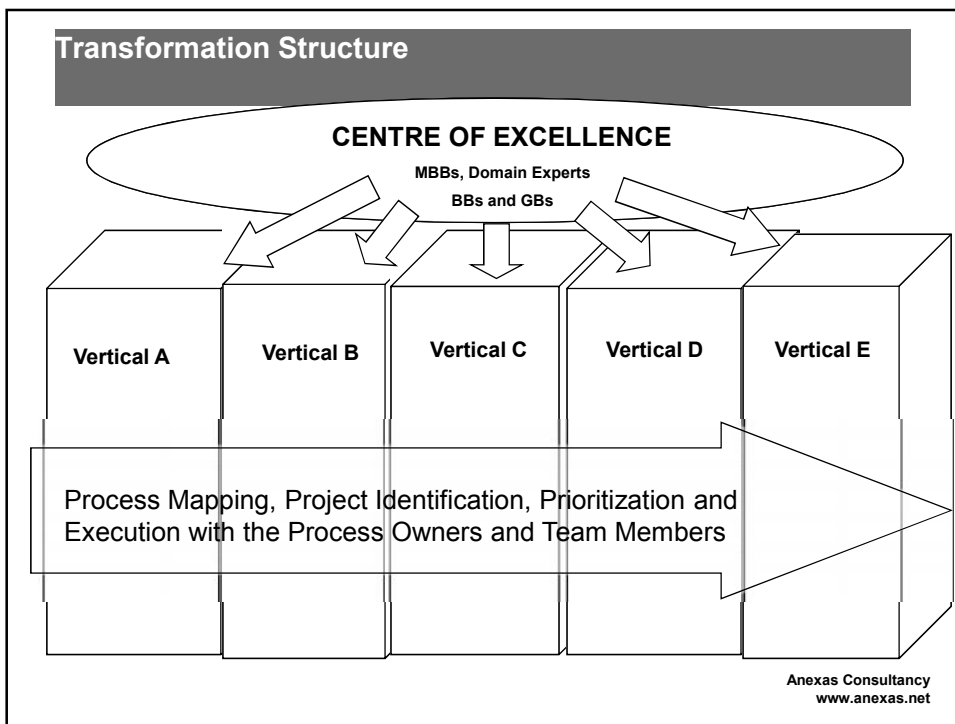 Transformation Structure
CENTRE OF EXCELLENCE
MBBs, Domain Experts
BBs and GBs
Vertical A
Vertical B
Vertical C
Vertical D
Vertical E
Process Mapping, Project Identification, Prioritization and
Execution with the Process Owners and Team Members
Anexas Consultancy
www.anexas.net